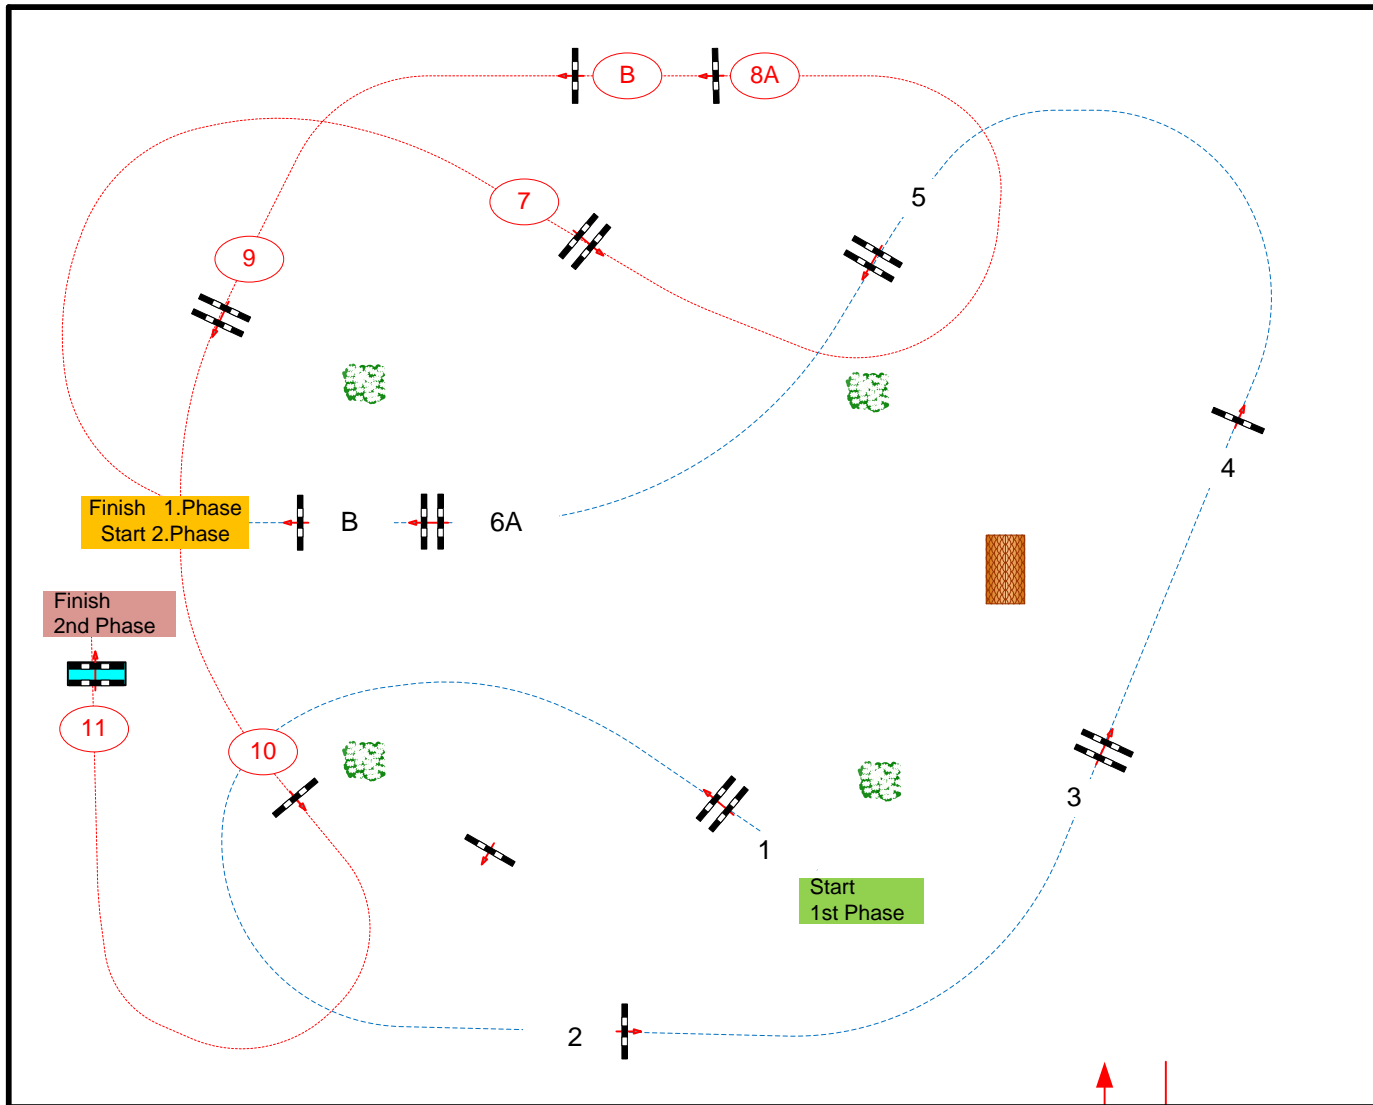 B
8A
5
7
9
4
Finish 1.Phase
Start 2.Phase
B
6A
Finish
2nd Phase
11
10
3
1
Start
1st Phase
2